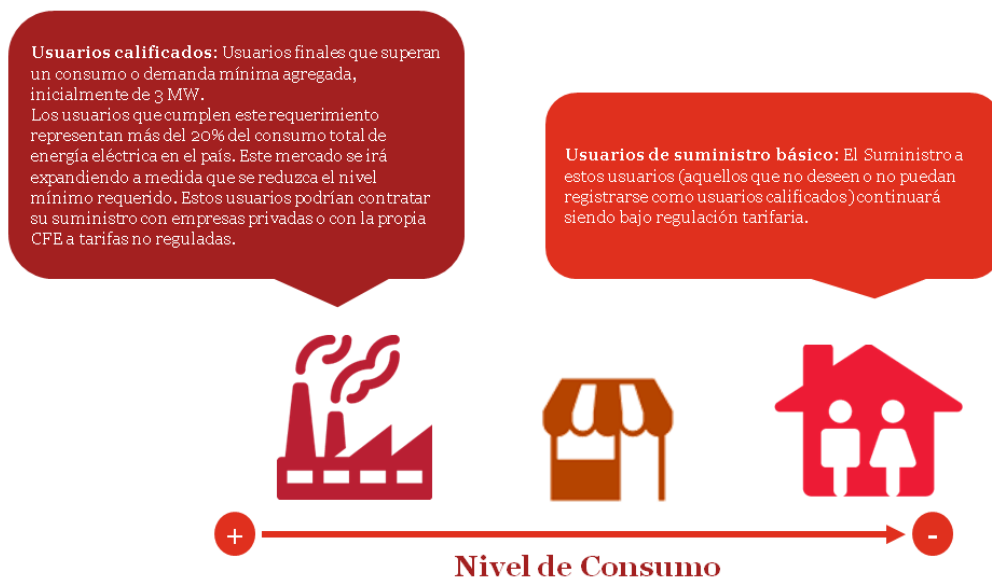 Usuarios calificados: Usuarios finales que superan
un consumo o demanda mínima agregada,
inicialmente de 3 MW.
Los usuarios que cumplen este requerimiento
representan más del 20% del consumo total de
energía eléctrica en el país. Este mercado se irá
expandiendo a medida que se reduzca el nivel
mínimo requerido. Estos usuarios podrían contratar
su suministro con empresas privadas o con la propia
CFE a tarifas no reguladas.
Usuarios de suministro básico: El Suministro a
estos usuarios (aquellos que no deseen o no puedan
registrarse como usuarios calificados) continuará
siendo bajo regulación tarifaria.
+
-
Nivel de Consumo